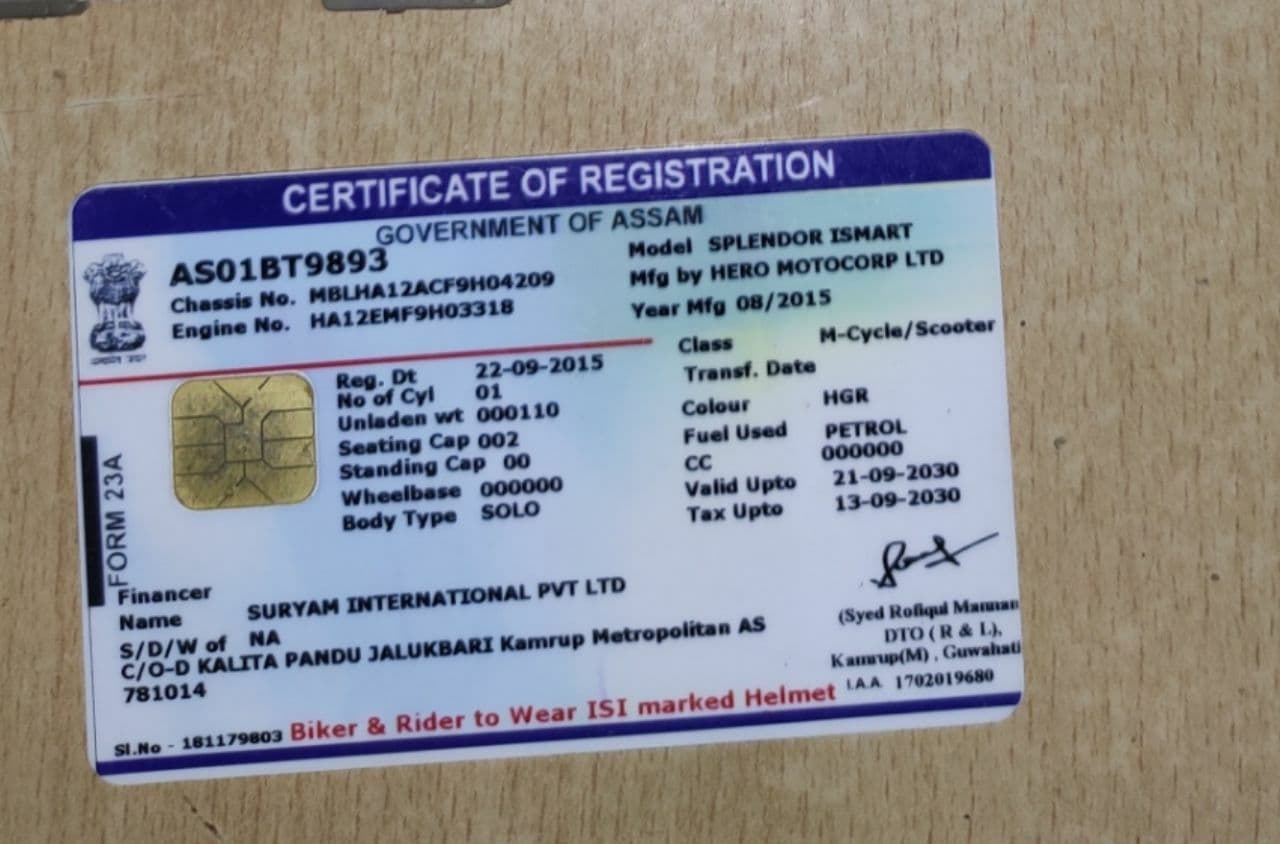 CERTIFICATE OF REGISTRATION
GOVERNMENT OF ASSAM
AS01BT9893
Chassis No. MBLHA12ACF9H04209
Engine No. HA12EMF9H03318
Model SPLENDOR ISMART
Mfg by HERO MOTOCORP LTD
Year Mfg 08/2015
Reg. Dt 22-09-2015
No of Cyl 01
Unladen wt 000110
Seating Cap 002
Standing Cap 00
Wheelbase 000000
Body Type SOLO
Class M-Cycle/Scooter
Transf. Date
Colour HGR
Fuel Used PETROL
CC 000000
Valid Upto 21-09-2030
Tax Upto 13-09-2030
FORM 23A
Financer
Name SURYAM INTERNATIONAL PVT LTD
S/D/W of NA
C/O-D KALITA PANDU JALUKBARI Kamrup Metropolitan AS
781014
(Syed Rofiqul Mannan
DTO ( R & L),
Kamrup(M) , Guwahati
I.A.A. 1702019680
Sl.No - 181179803 Biker & Rider to Wear ISI marked Helmet